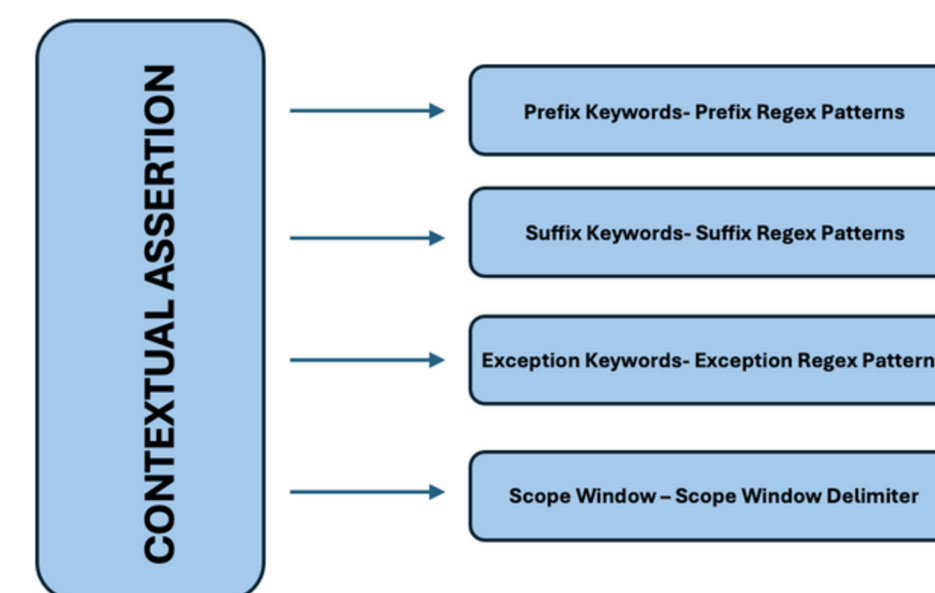 CONTEXTUAL ASSERTION
Prefix Keywords- Prefix Regex Patterns
Suffix Keywords- Suffix Regex Patterns
Exception Keywords- Exception Regex Pattern
Scope Window – Scope Window Delimiter